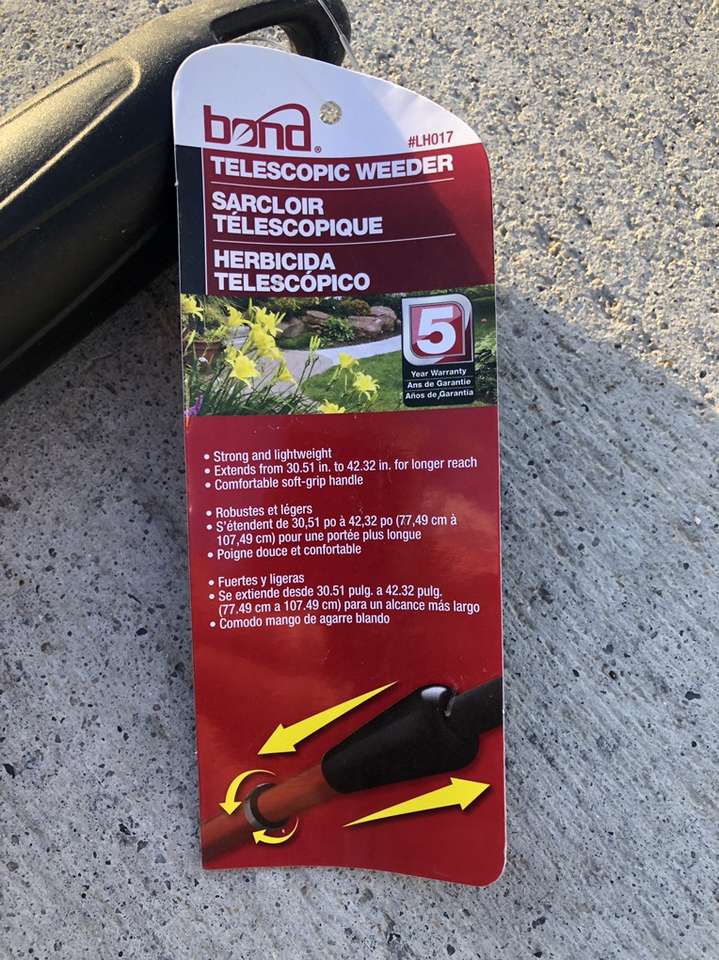 bond®
#LH017
TELESCOPIC WEEDER
SARCLOIR
TÉLESCOPIQUE
HERBICIDA
TELESCÓPICO
5
Year Warranty
Ans de Garantie
Años de Garantía
• Strong and lightweight
• Extends from 30.51 in. to 42.32 in. for longer reach
• Comfortable soft-grip handle
• Robustes et légers
• S'étendent de 30,51 po à 42,32 po (77,49 cm à
107,49 cm) pour une portée plus longue
• Poigne douce et confortable
• Fuertes y ligeras
• Se extiende desde 30.51 pulg. a 42.32 pulg.
(77.49 cm a 107.49 cm) para un alcance más largo
• Comodo mango de agarre blando